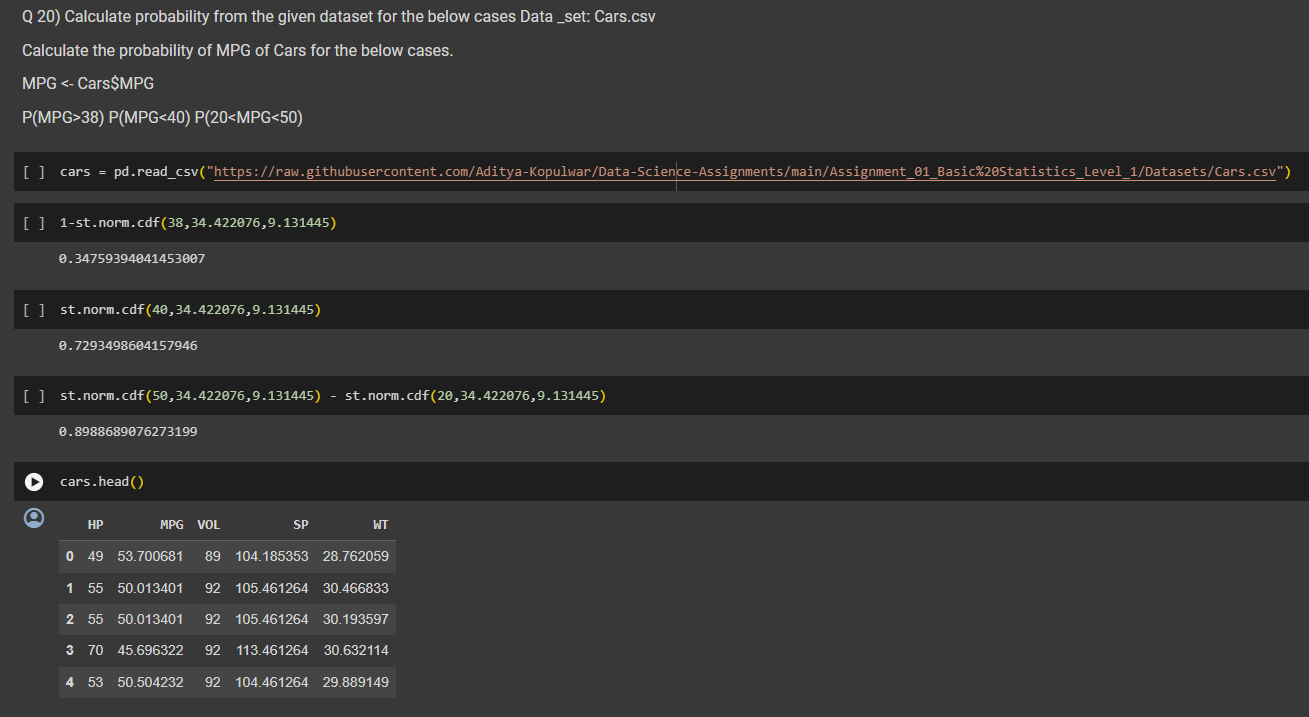 Q 20) Calculate probability from the given dataset for the below cases Data _set: Cars.csv
Calculate the probability of MPG of Cars for the below cases.
MPG <- Cars$MPG
P(MPG>38) P(MPG<40) P(20<MPG<50)
[ ] cars = pd.read_csv("https://raw.githubusercontent.com/Aditya-Kopulwar/Data-Science-Assignments/main/Assignment_01_Basic%20Statistics_Level_1/Datasets/Cars.csv")
[ ] 1-st.norm.cdf(38,34.422076,9.131445)
0.34759394041453007
[ ] st.norm.cdf(40,34.422076,9.131445)
0.7293498604157946
[ ] st.norm.cdf(50,34.422076,9.131445) - st.norm.cdf(20,34.422076,9.131445)
0.8988689076273199
cars.head()
HP MPG VOL SP WT
0 49 53.700681 89 104.185353 28.762059
1 55 50.013401 92 105.461264 30.466833
2 55 50.013401 92 105.461264 30.193597
3 70 45.696322 92 113.461264 30.632114
4 53 50.504232 92 104.461264 29.889149